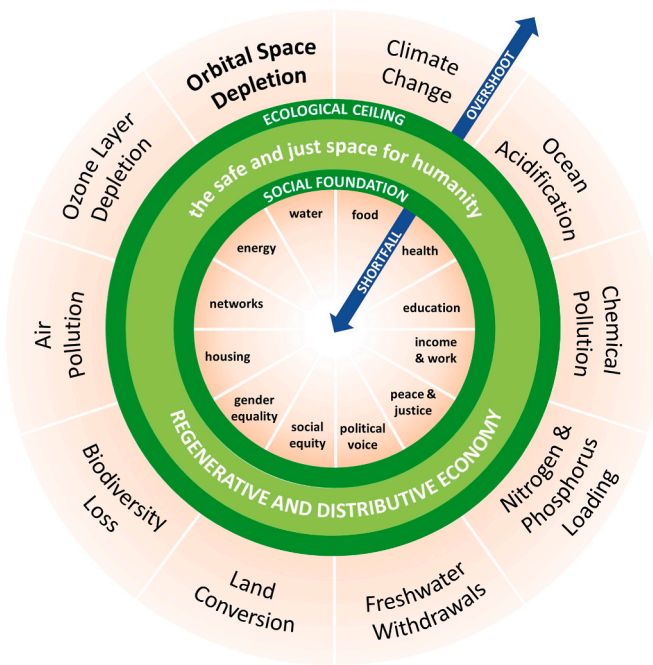 Orbital Space
Depletion
Climate
Change
OVERSHOOT
Ocean
Acidification
Chemical
Pollution
Nitrogen &
Phosphorus
Loading
Freshwater
Withdrawals
Land
Conversion
Biodiversity
Loss
Air
Pollution
Ozone Layer
Depletion
ECOLOGICAL CEILING
the safe and just space for humanity
SOCIAL FOUNDATION
water
food
SHORTFALL
health
education
income
& work
peace &
justice
political
voice
social
equity
gender
equality
housing
networks
energy
REGENERATIVE AND DISTRIBUTIVE ECONOMY